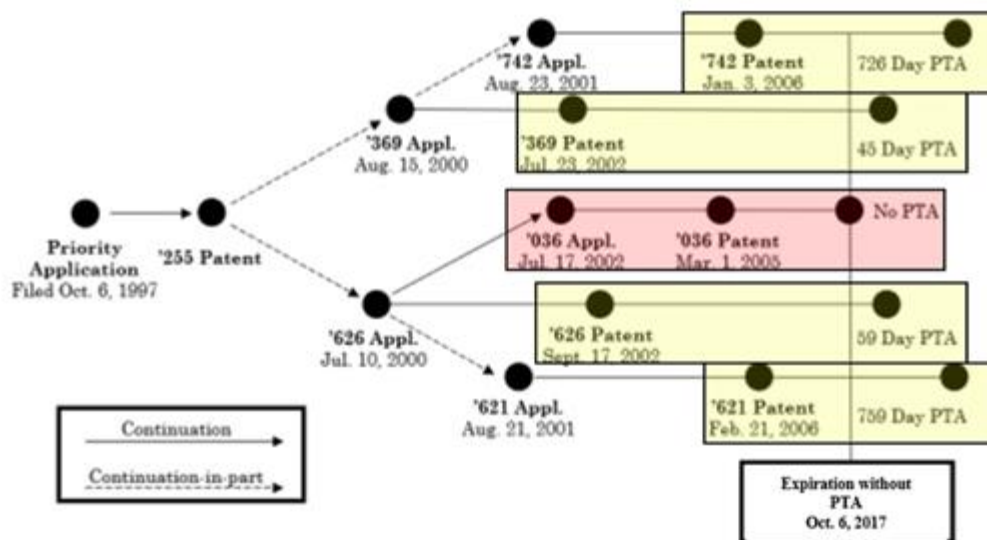 '742 Appl.
Aug. 23, 2001
'742 Patent
Jan. 3, 2006
726 Day PTA
'369 Appl.
Aug. 15, 2000
'369 Patent
Jul. 23, 2002
45 Day PTA
Priority
Application
Filed Oct. 6, 1997
'255 Patent
'036 Appl.
Jul. 17, 2002
'036 Patent
Mar. 1, 2005
No PTA
'626 Appl.
Jul. 10, 2000
'626 Patent
Sept. 17, 2002
59 Day PTA
'621 Appl.
Aug. 21, 2001
'621 Patent
Feb. 21, 2006
759 Day PTA
Continuation
Continuation-in-part
Expiration without
PTA
Oct. 6, 2017